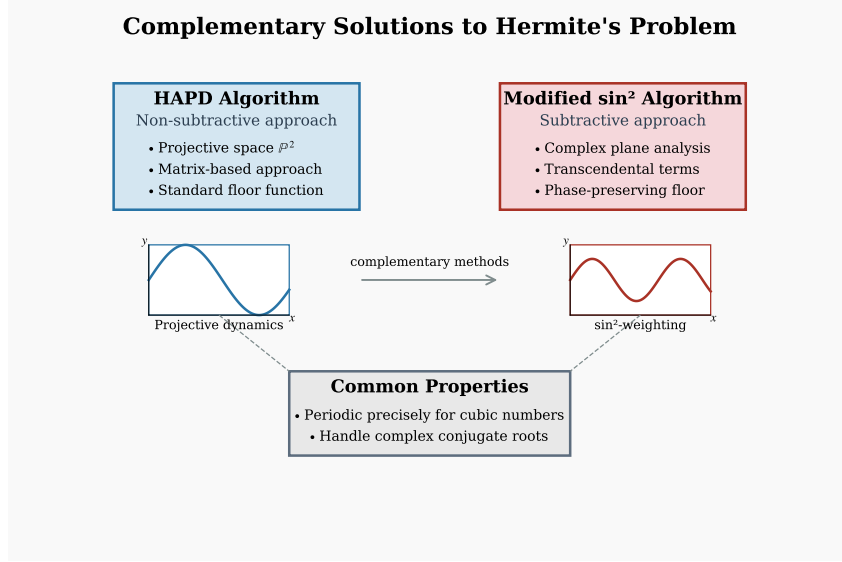 Complementary Solutions to Hermite's Problem
HAPD Algorithm
Non-subtractive approach
• Projective space ℙ²
• Matrix-based approach
• Standard floor function
Modified sin² Algorithm
Subtractive approach
• Complex plane analysis
• Transcendental terms
• Phase-preserving floor
y
x
Projective dynamics
complementary methods
y
x
sin²-weighting
Common Properties
• Periodic precisely for cubic numbers
• Handle complex conjugate roots